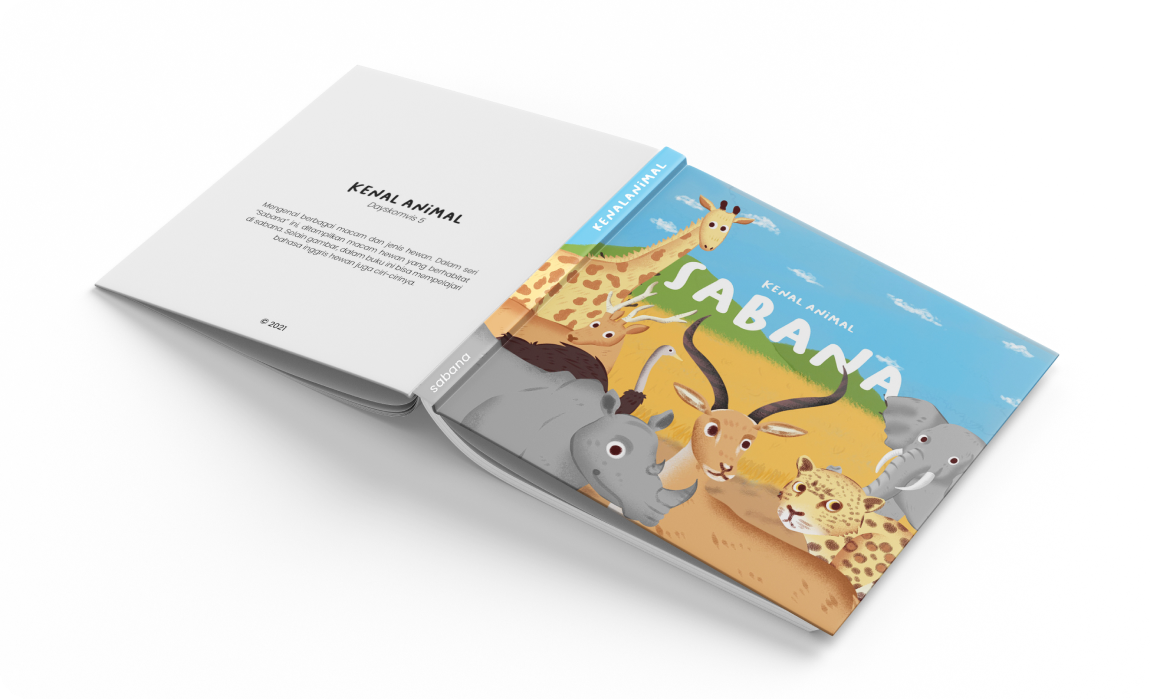 KENAL ANiMAL
Dayskomvis 5
Mengenal berbagai macam dan jenis hewan. Dalam seri
"Sabana" ini, ditampilkan macam hewan yang berhabitat
di sabana. Selain gambar, dalam buku ini bisa mempelajari
bahasa inggris hewan juga ciri-cirinya.
© 2021
KENALANiMAL
sabana
KENAL ANiMAL
SABANA